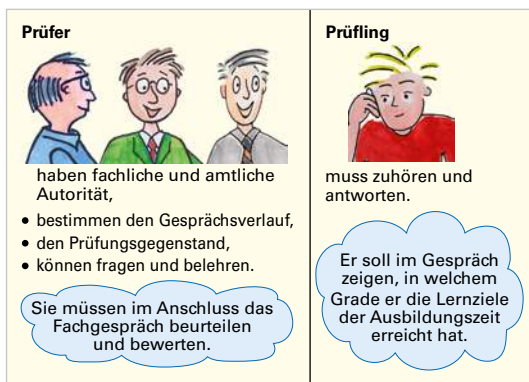 Prüfer
haben fachliche und amtliche
Autorität,
• bestimmen den Gesprächsverlauf,
• den Prüfungsgegenstand,
• können fragen und belehren.
Sie müssen im Anschluss das
Fachgespräch beurteilen
und bewerten.
Prüfling
muss zuhören und
antworten.
Er soll im Gespräch
zeigen, in welchem
Grade er die Lernziele
der Ausbildungszeit
erreicht hat.